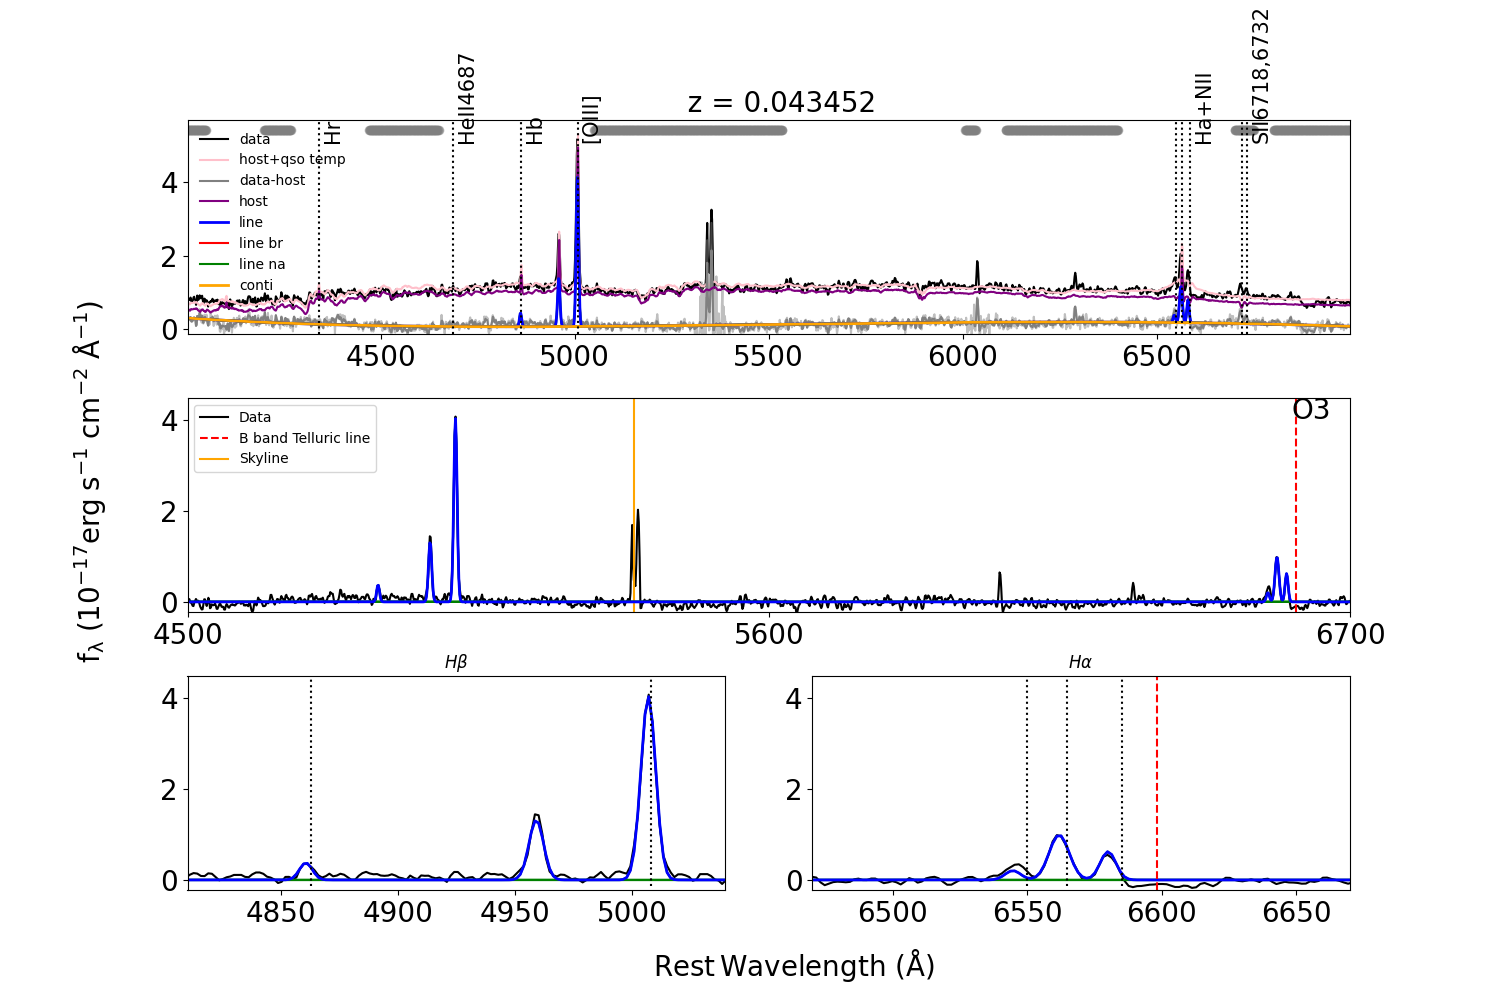 SII6718,6732
HeII4687
Ha+NII
z = 0.043452
Hr
Hb
[OIII]
data
host+qso temp
data-host
host
line
line br
line na
conti
4
2
0
4500
5000
5500
6000
6500
fλ (10⁻¹⁷erg s⁻¹ cm⁻² Å⁻¹)
Data
B band Telluric line
Skyline
O3
4
2
0
4500
5600
6700
Hβ
4
2
0
4850
4900
4950
5000
Hα
4
2
0
6500
6550
6600
6650
Rest Wavelength (Å)